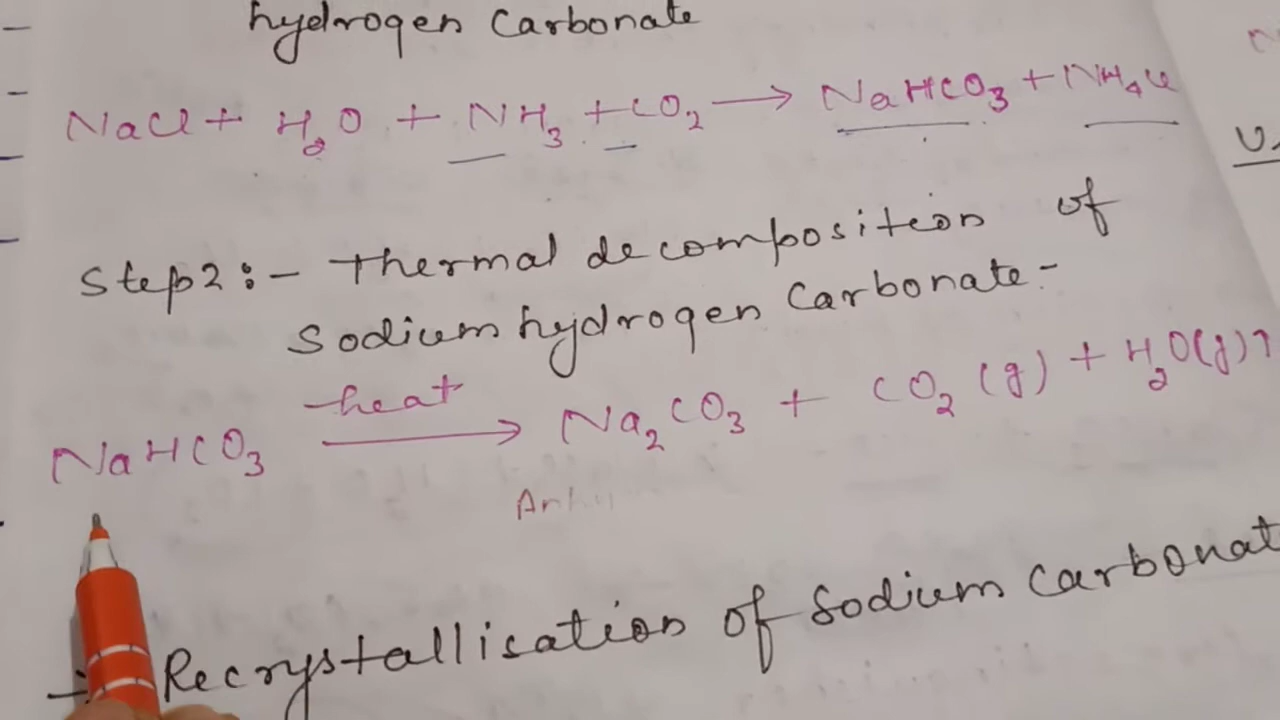 hydrogen carbonate
NaCl + H₂O + NH₃ + CO₂ → NaHCO₃ + NH₄Cl
Step2:- Thermal decomposition of
Sodium hydrogen Carbonate-
heat
NaHCO₃ → Na₂CO₃ + CO₂ (g) + H₂O(g)↑
Recrystallisation of Sodium Carbonat